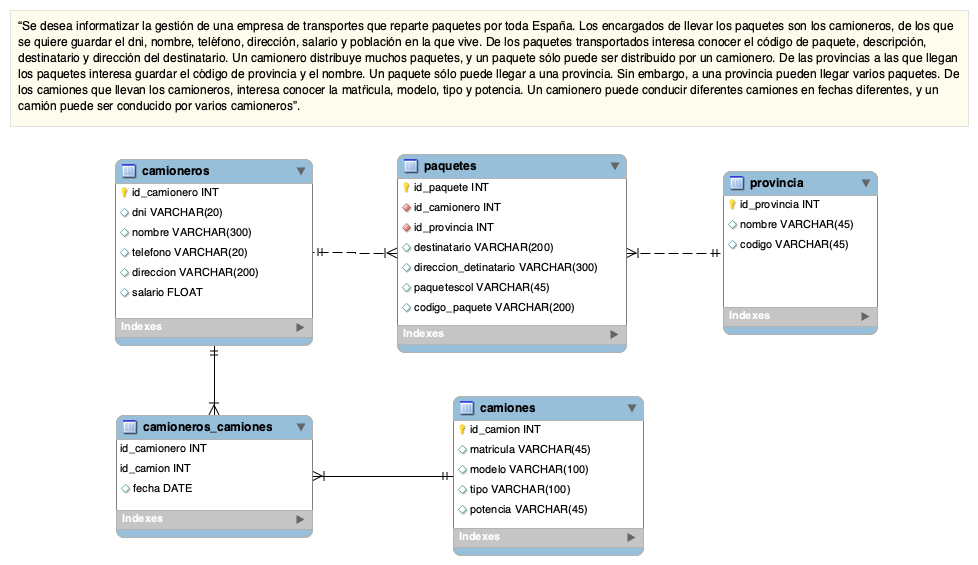 “Se desea informatizar la gestión de una empresa de transportes que reparte paquetes por toda España. Los encargados de llevar los paquetes son los camioneros, de los que
se quiere guardar el dni, nombre, teléfono, dirección, salario y población en la que vive. De los paquetes transportados interesa conocer el código de paquete, descripción,
destinatario y dirección del destinatario. Un camionero distribuye muchos paquetes, y un paquete sólo puede ser distribuido por un camionero. De las provincias a las que llegan
los paquetes interesa guardar el código de provincia y el nombre. Un paquete sólo puede llegar a una provincia. Sin embargo, a una provincia pueden llegar varios paquetes. De
los camiones que llevan los camioneros, interesa conocer la matrícula, modelo, tipo y potencia. Un camionero puede conducir diferentes camiones en fechas diferentes, y un
camión puede ser conducido por varios camioneros”.
camioneros
id_camionero INT
dni VARCHAR(20)
nombre VARCHAR(300)
telefono VARCHAR(20)
direccion VARCHAR(200)
salario FLOAT
Indexes
paquetes
id_paquete INT
id_camionero INT
id_provincia INT
destinatario VARCHAR(200)
direccion_detinatario VARCHAR(300)
paquetescol VARCHAR(45)
codigo_paquete VARCHAR(200)
Indexes
provincia
id_provincia INT
nombre VARCHAR(45)
codigo VARCHAR(45)
Indexes
camioneros_camiones
id_camionero INT
id_camion INT
fecha DATE
Indexes
camiones
id_camion INT
matricula VARCHAR(45)
modelo VARCHAR(100)
tipo VARCHAR(100)
potencia VARCHAR(45)
Indexes